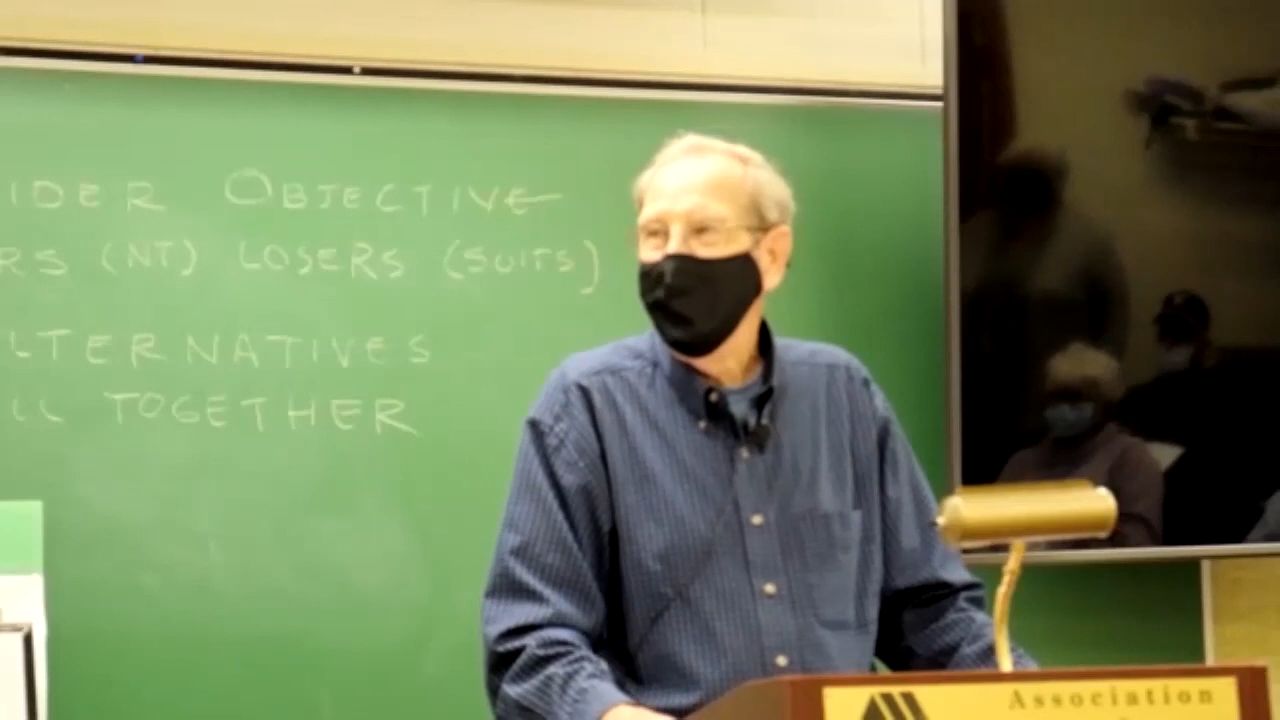 IDER OBJECTIVE
RS (NT) LOSERS (SUITS)
LTERNATIVES
LL TOGETHER
Association